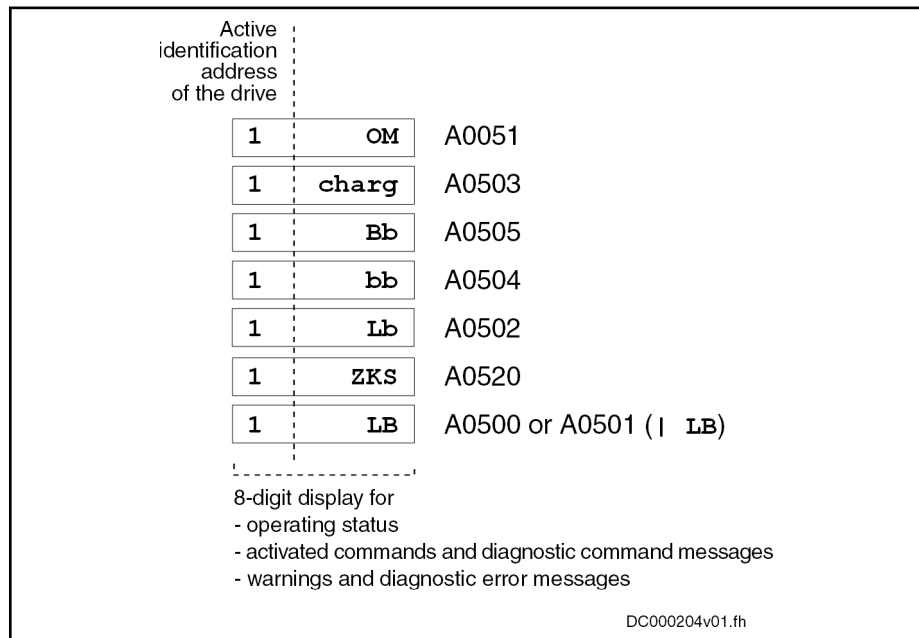 Active
identification
address
of the drive
1 OM A0051
1 charg A0503
1 Bb A0505
1 bb A0504
1 Lb A0502
1 ZKS A0520
1 LB A0500 or A0501 (| LB)
8-digit display for
- operating status
- activated commands and diagnostic command messages
- warnings and diagnostic error messages
DC000204v01.fh